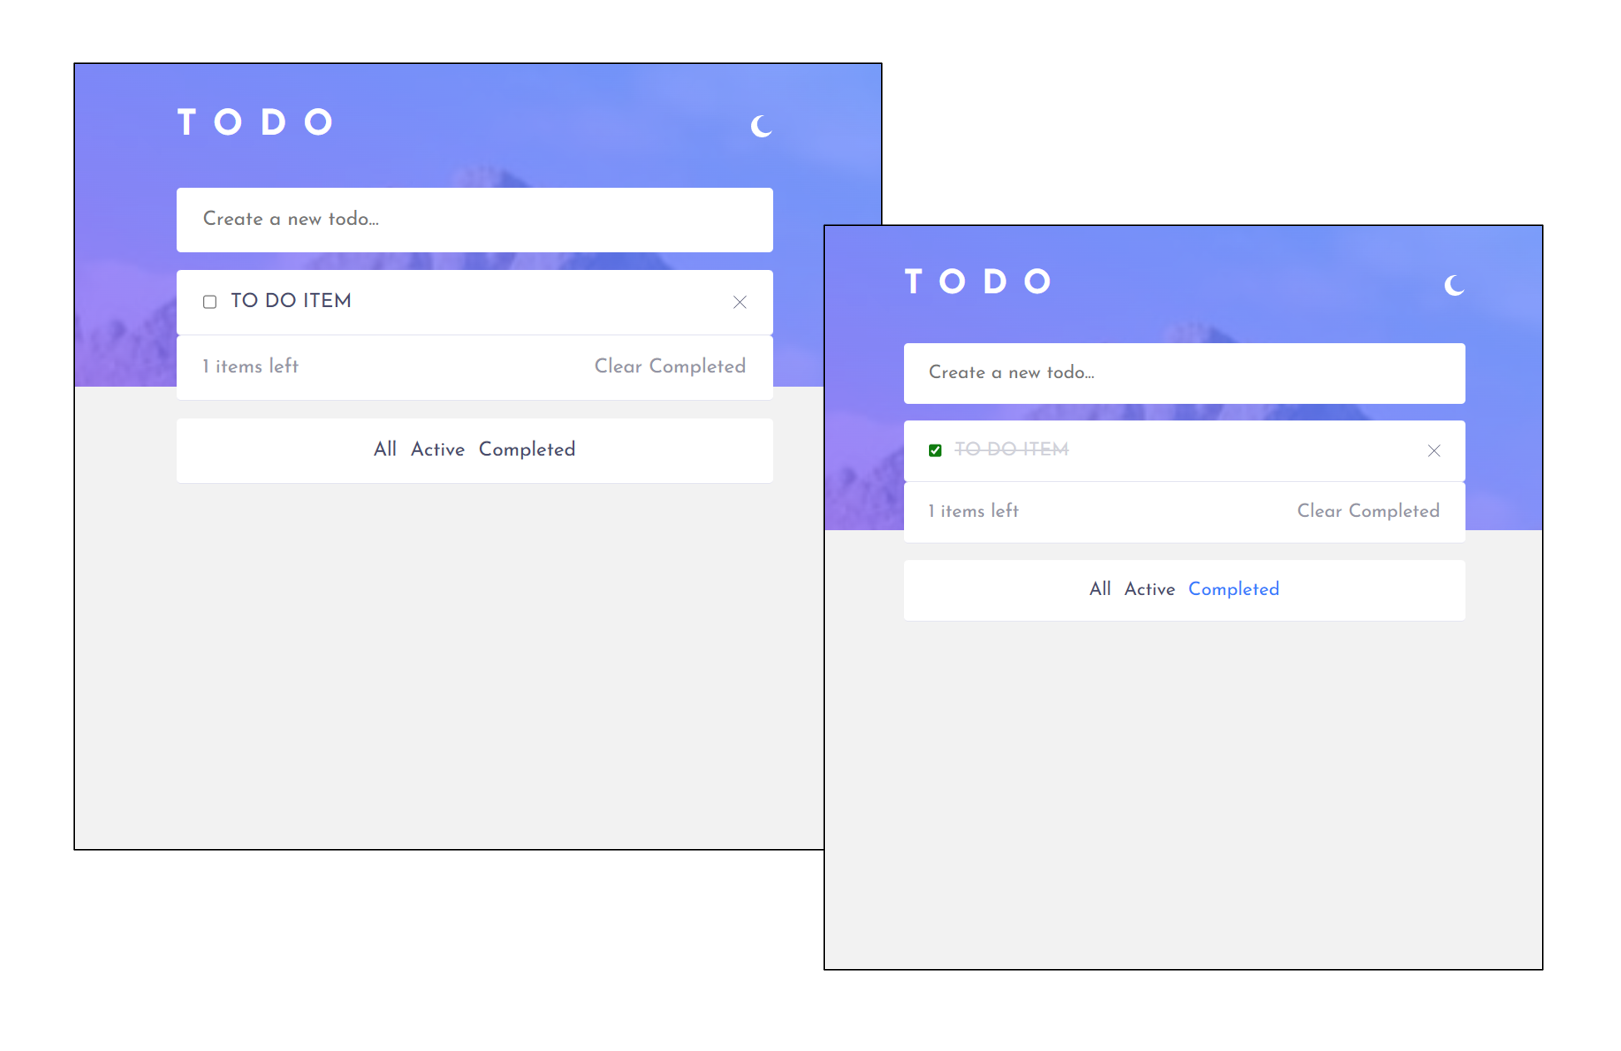 TODO
Create a new todo...
TO DO ITEM
1 items left Clear Completed
All Active Completed
TODO
Create a new todo...
TO DO ITEM
1 items left Clear Completed
All Active Completed